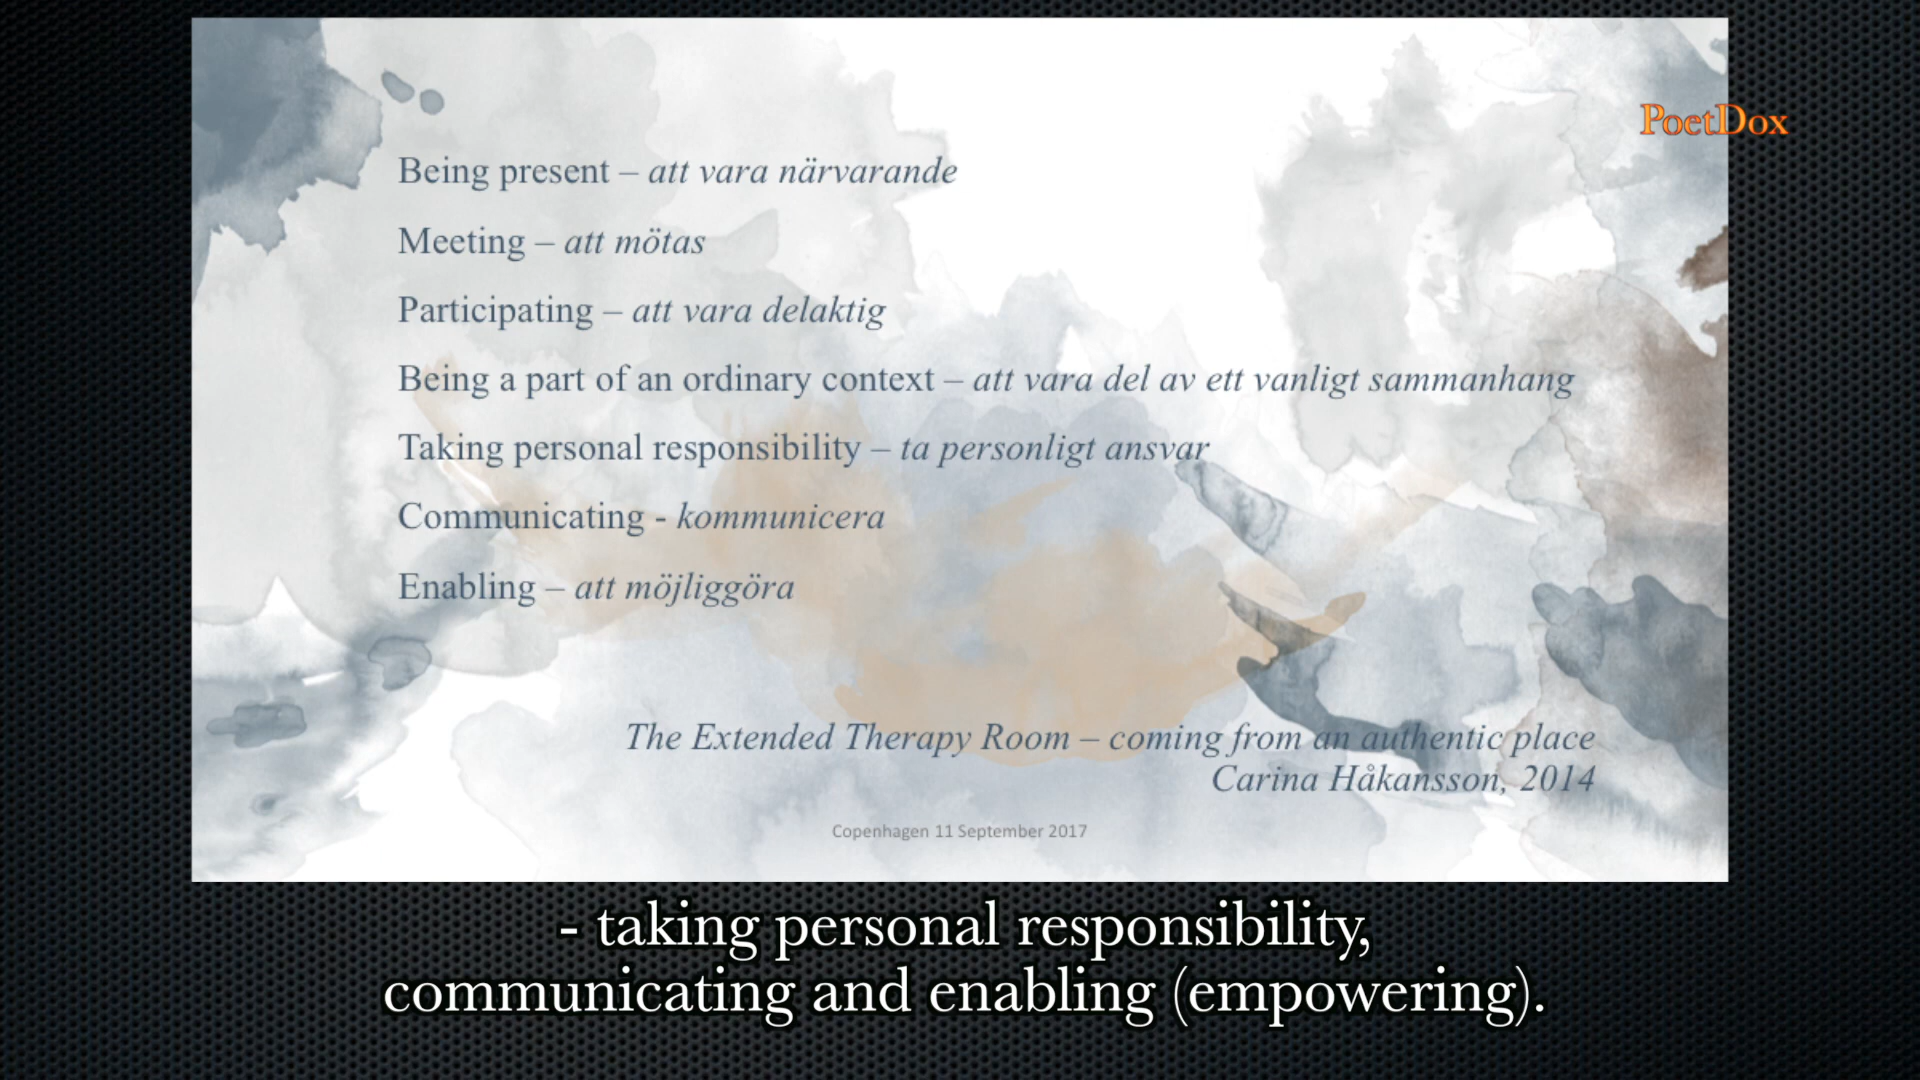 PoetDox
Being present – att vara närvarande
Meeting – att mötas
Participating – att vara delaktig
Being a part of an ordinary context – att vara del av ett vanligt sammanhang
Taking personal responsibility – ta personligt ansvar
Communicating - kommunicera
Enabling – att möjliggöra
The Extended Therapy Room – coming from an authentic place
Carina Håkansson, 2014
Copenhagen 11 September 2017
- taking personal responsibility,
communicating and enabling (empowering).